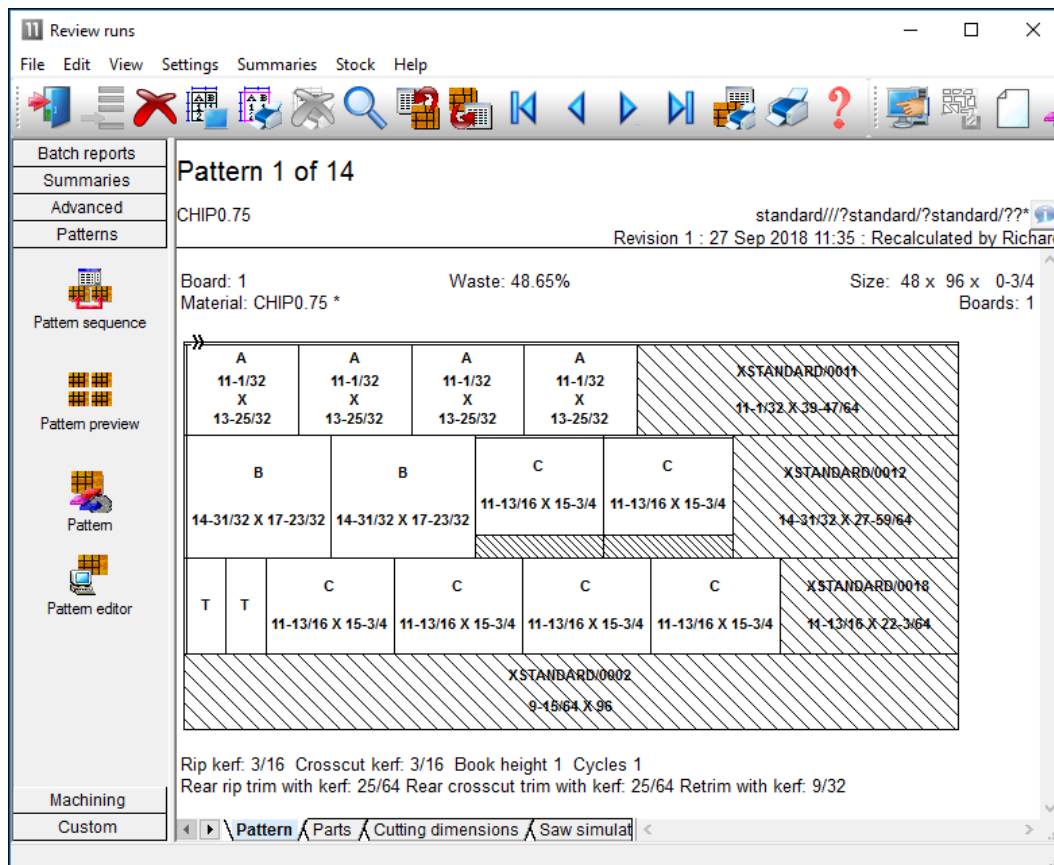 11 Review runs
File Edit View Settings Summaries Stock Help
Batch reports
Summaries
Advanced
Patterns
Pattern sequence
Pattern preview
Pattern
Pattern editor
Machining
Custom
Pattern 1 of 14
CHIP0.75
standard///?standard/?standard/??*
Revision 1 : 27 Sep 2018 11:35 : Recalculated by Richard
Board: 1 Waste: 48.65% Size: 48 x 96 x 0-3/4
Material: CHIP0.75 * Boards: 1
A A A A
11-1/32 11-1/32 11-1/32 11-1/32
X X X X
13-25/32 13-25/32 13-25/32 13-25/32
XSTANDARD/0011
11-1/32 X 39-47/64
B B C C XSTANDARD/0012
14-31/32 X 17-23/32 14-31/32 X 17-23/32 11-13/16 X 15-3/4 11-13/16 X 15-3/4 14-31/32 X 27-59/64
T T C C C C XSTANDARD/0018
11-13/16 X 15-3/4 11-13/16 X 15-3/4 11-13/16 X 15-3/4 11-13/16 X 15-3/4 11-13/16 X 22-3/64
XSTANDARD/0002
9-15/64 X 96
Rip kerf: 3/16 Crosscut kerf: 3/16 Book height 1 Cycles 1
Rear rip trim with kerf: 25/64 Rear crosscut trim with kerf: 25/64 Retrim with kerf: 9/32
Pattern Parts Cutting dimensions Saw simulat